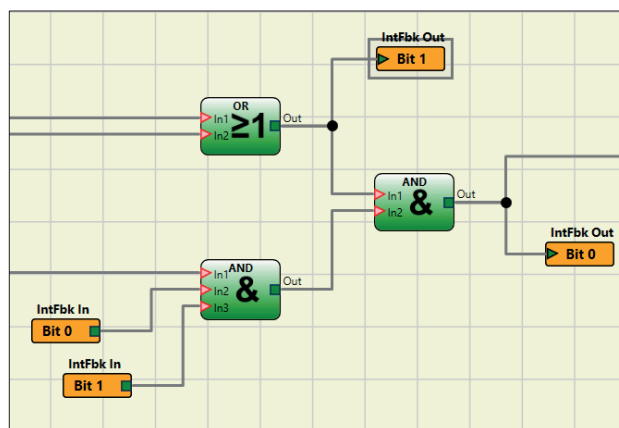 IntFbk Out
Bit 1
OR
≥1
In1
In2
Out
AND
&
In1
In2
Out
IntFbk Out
Bit 0
AND
&
In1
In2
In3
Out
IntFbk In
Bit 0
IntFbk In
Bit 1